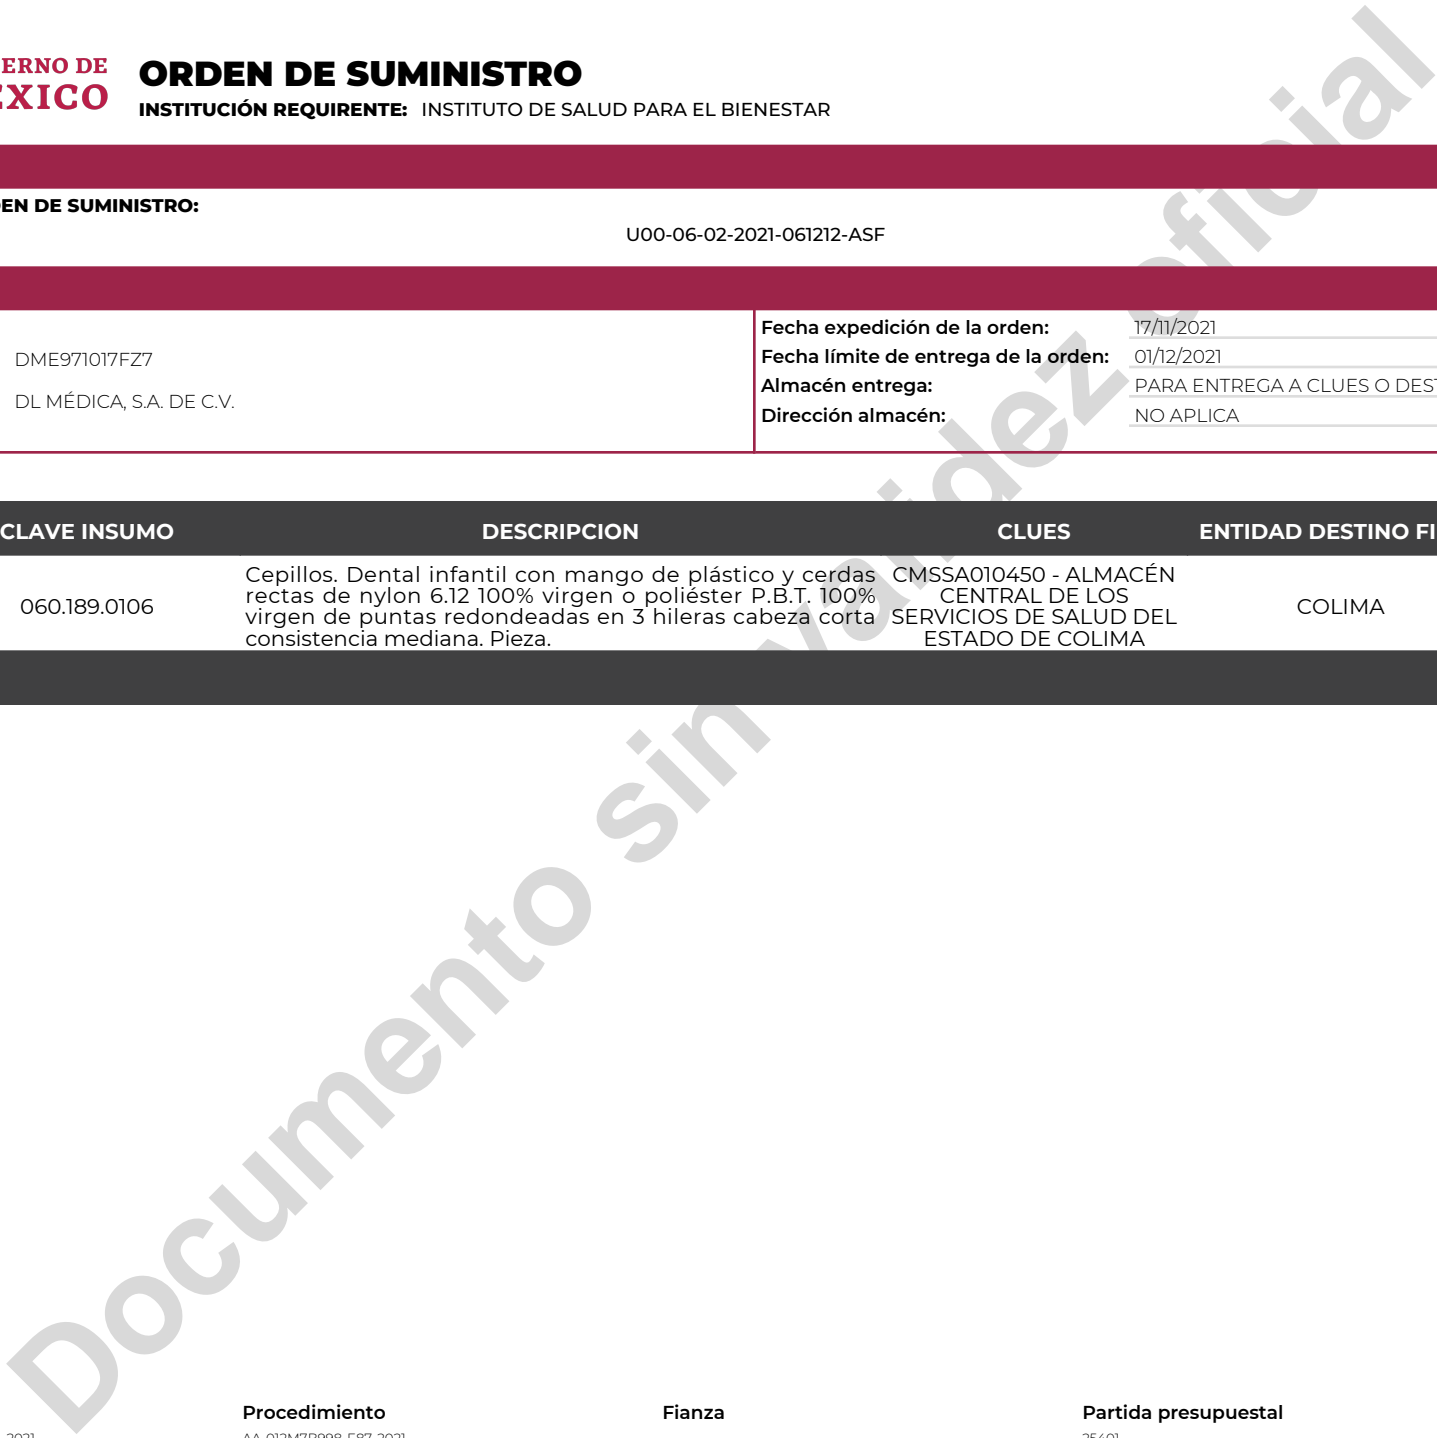 ERNO DE
ORDEN DE SUMINISTRO
EXICO
INSTITUCIÓN REQUIRENTE: INSTITUTO DE SALUD PARA EL BIENESTAR
EN DE SUMINISTRO:
U00-06-02-2021-061212-ASF
DME971017FZ7
DL MÉDICA, S.A. DE C.V.
Fecha expedición de la orden: 17/11/2021
Fecha límite de entrega de la orden: 01/12/2021
Almacén entrega: PARA ENTREGA A CLUES O DEST
Dirección almacén: NO APLICA
CLAVE INSUMO DESCRIPCION CLUES ENTIDAD DESTINO FI
060.189.0106
Cepillos. Dental infantil con mango de plástico y cerdas
rectas de nylon 6.12 100% virgen o poliéster P.B.T. 100%
virgen de puntas redondeadas en 3 hileras cabeza corta
consistencia mediana. Pieza.
CMSSA010450 - ALMACÉN
CENTRAL DE LOS
SERVICIOS DE SALUD DEL
ESTADO DE COLIMA
COLIMA
Documento sin validez oficial
Procedimiento Fianza Partida presupuestal